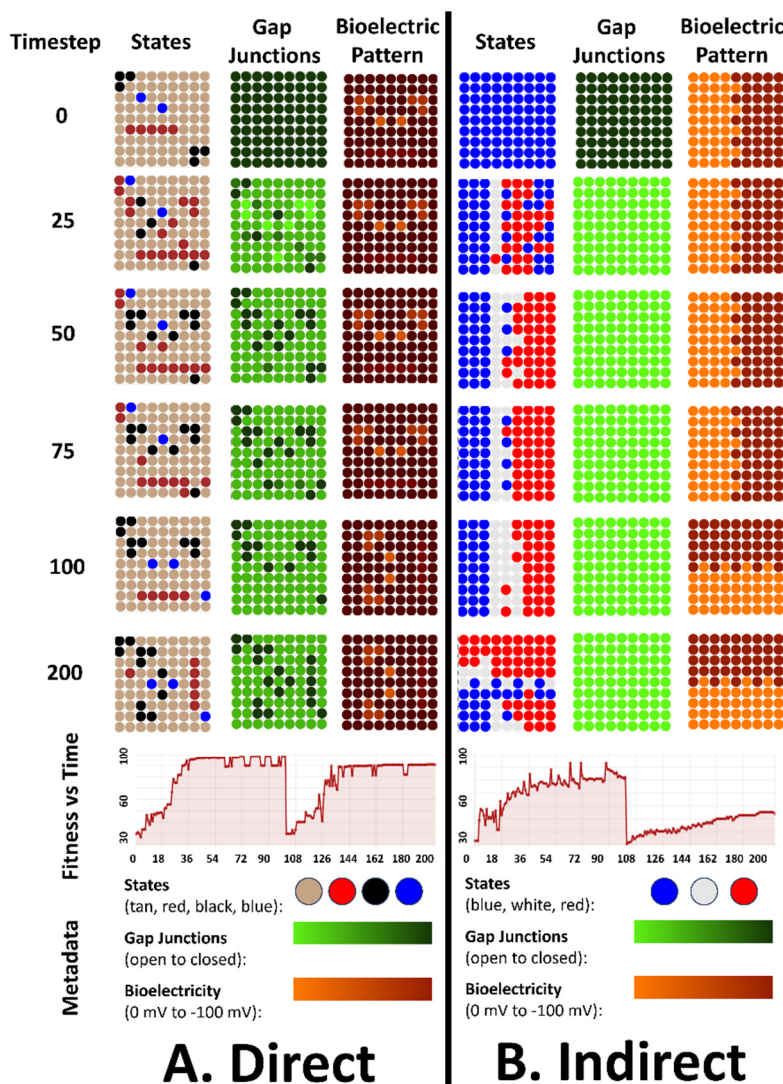 Timestep States Gap Junctions Bioelectric Pattern States Gap Junctions Bioelectric Pattern
0
25
50
75
100
200
Fitness vs Time
100
60
30
0 18 36 54 72 90 108 126 144 162 182 200
100
60
30
0 18 36 54 72 90 108 126 144 162 182 200
Metadata
States
(tan, red, black, blue):
Gap Junctions
(open to closed):
Bioelectricity
(0 mV to -100 mV):
States
(blue, white, red):
Gap Junctions
(open to closed):
Bioelectricity
(0 mV to -100 mV):
A. Direct
B. Indirect